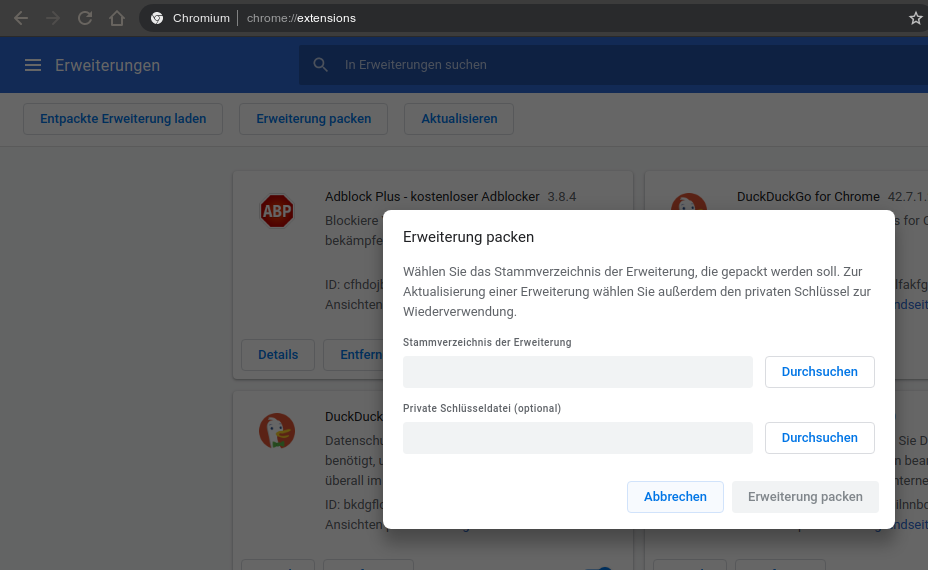 Chromium | chrome://extensions
Erweiterungen
In Erweiterungen suchen
Entpackte Erweiterung laden
Erweiterung packen
Aktualisieren
ABP
Adblock Plus - kostenloser Adblocker 3.8.4
Blockiere
bekämpfe
ID: cfhdojb
Ansichten
Details
Entfern
DuckDuckGo for Chrome 42.7.1.
s for C
lfakfg
ndseit
Erweiterung packen
Wählen Sie das Stammverzeichnis der Erweiterung, die gepackt werden soll. Zur
Aktualisierung einer Erweiterung wählen Sie außerdem den privaten Schlüssel zur
Wiederverwendung.
Stammverzeichnis der Erweiterung
Durchsuchen
Private Schlüsseldatei (optional)
Durchsuchen
Abbrechen
Erweiterung packen
DuckDuck
Datenschu
benötigt, u
überall im
ID: bkdgflc
Ansichten
Sie D
n bear
nterne
ilnnbo
ndseit